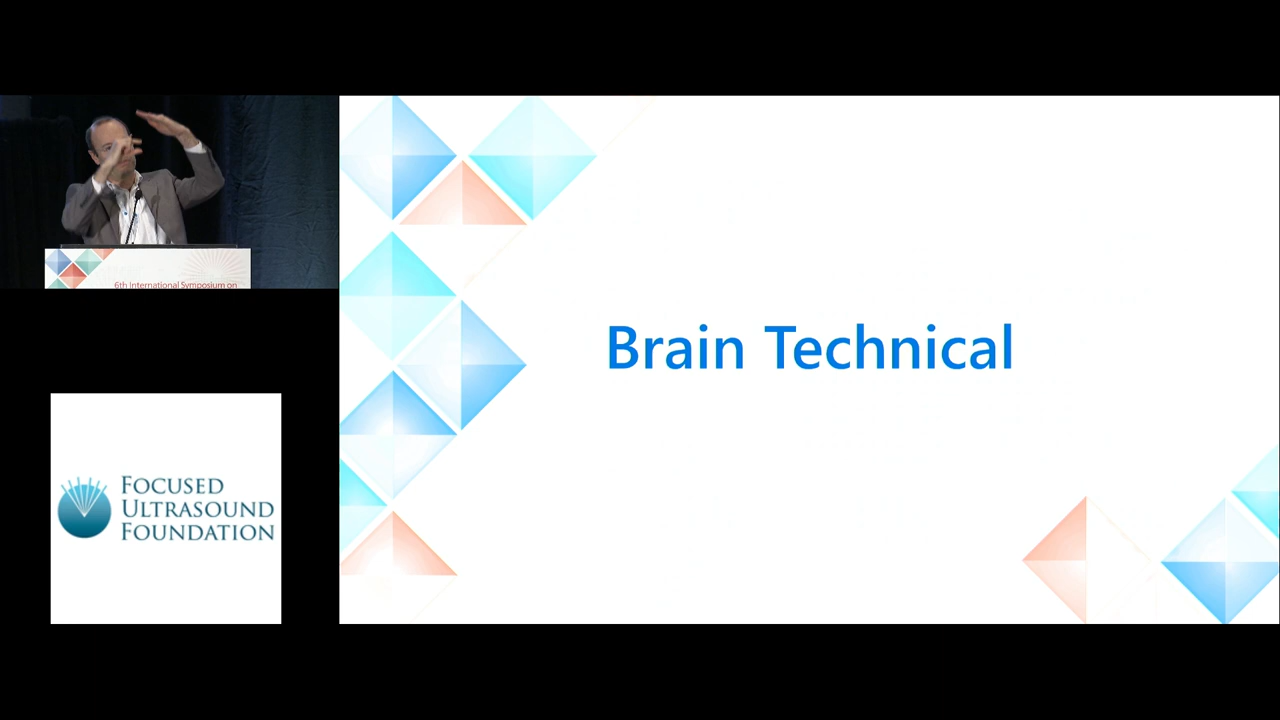 6th International Symposium on
Brain Technical
FOCUSED
ULTRASOUND
FOUNDATION